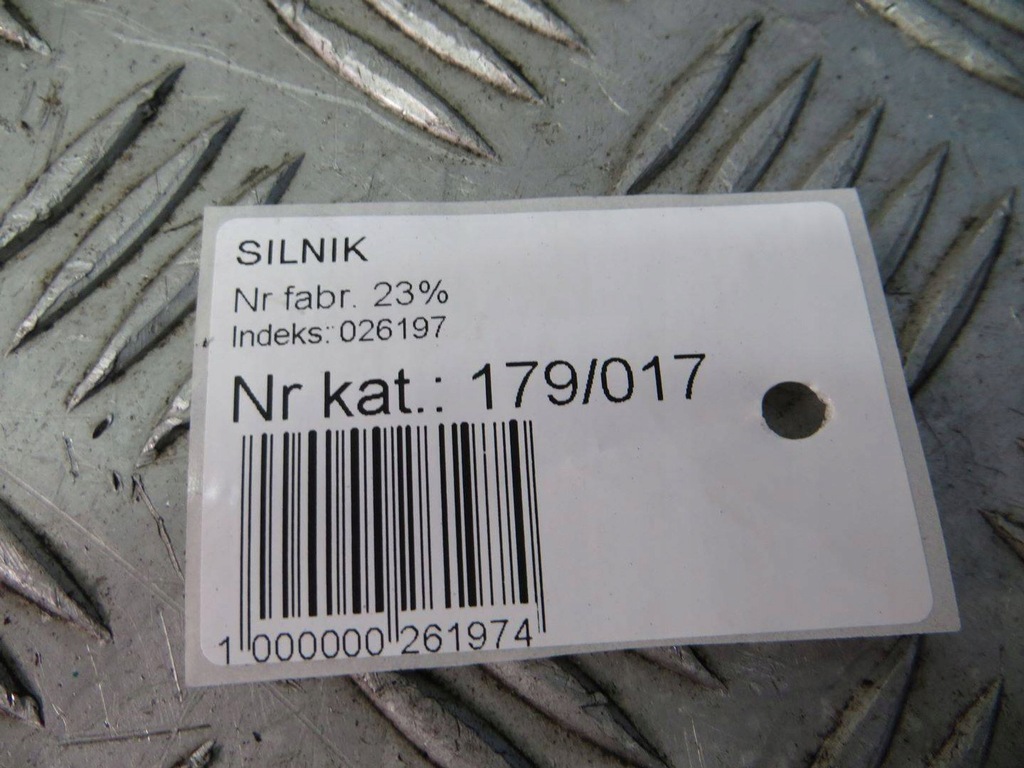 SILNIK
Nr fabr. 23%
Indeks: 026197
Nr kat.: 179/017
1 000000 261974